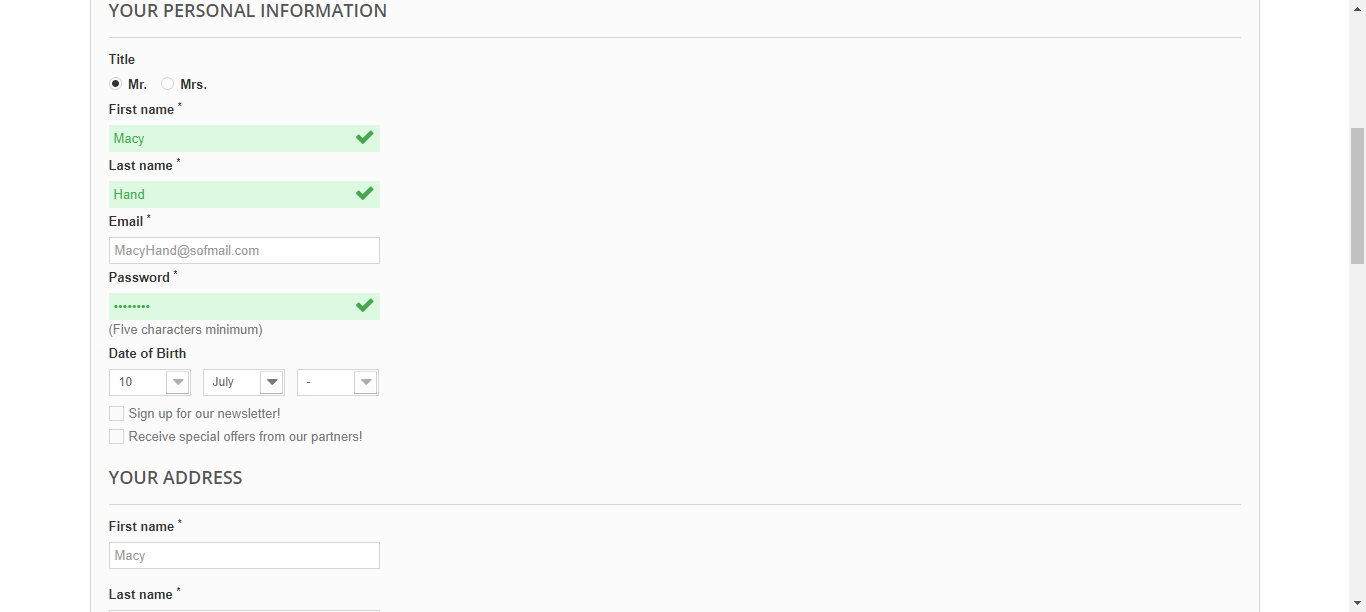 YOUR PERSONAL INFORMATION
Title
Mr. Mrs.
First name *
Macy
Last name *
Hand
Email *
MacyHand@sofmail.com
Password *
••••••••
(Five characters minimum)
Date of Birth
10 July -
Sign up for our newsletter!
Receive special offers from our partners!
YOUR ADDRESS
First name *
Macy
Last name *